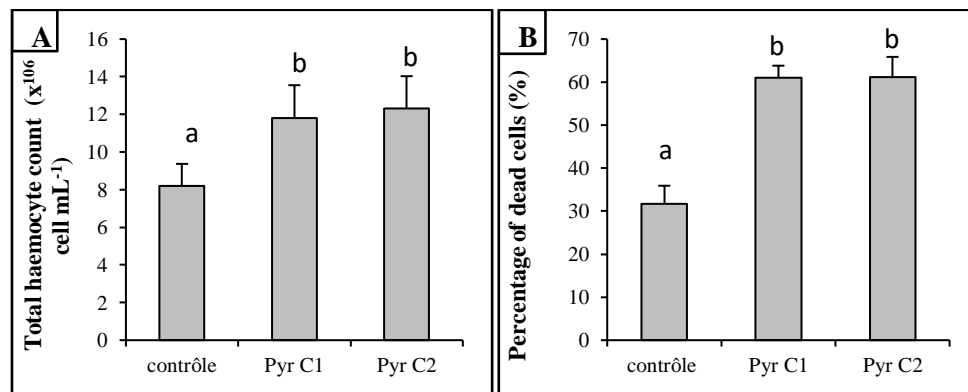 A
Total haemocyte count (x¹⁰⁶
cell mL⁻¹)
16
14
12
10
8
6
4
2
0
a
b
b
contrôle
Pyr C1
Pyr C2
B
Percentage of dead cells (%)
70
60
50
40
30
20
10
0
a
b
b
contrôle
Pyr C1
Pyr C2